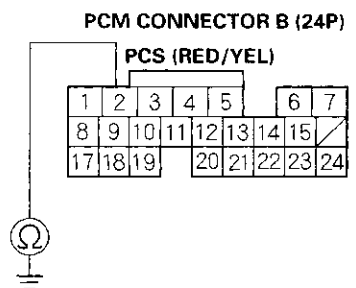 PCM CONNECTOR B (24P)
PCS (RED/YEL)
1 2 3 4 5 6 7
8 9 10 11 12 13 14 15
17 18 19 20 21 22 23 24
Ω